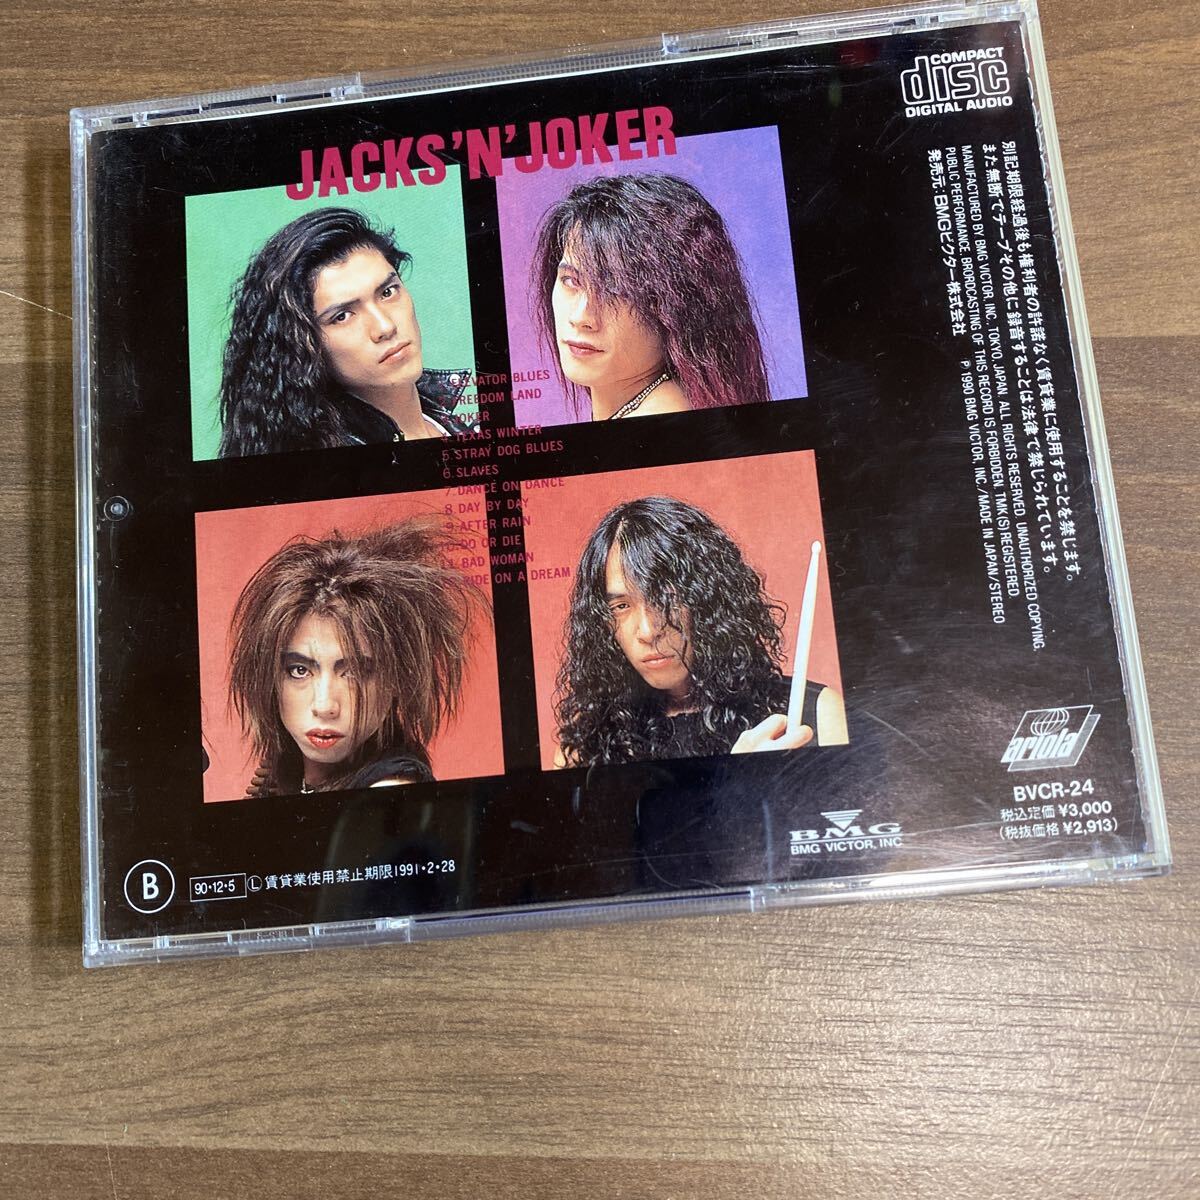 COMPACT
disc
DIGITAL AUDIO
JACKS 'N' JOKER
ELEVATOR BLUES
FREEDOM LAND
JOKER
4. TEXAS WINTER
5. STRAY DOG BLUES
6. SLAVES
7. DANCE ON DANCE
8. DAY BY DAY
9. AFTER RAIN
10. DO OR DIE
11. BAD WOMAN
RIDE ON A DREAM
別記期限経過後も権利者の許諾なく賃貸業に使用することを禁じます。
また無断でテープその他に録音することは法律で禁じられています。
MANUFACTURED BY BMG VICTOR, INC. TOKYO, JAPAN. ALL RIGHTS RESERVED. UNAUTHORIZED COPYING.
PUBLIC PERFORMANCE. BRORDCASTING OF THIS RECORD IS FORBIDDEN. TMK(S) REGISTERED
発売元:BMGビクター株式会社 P. 1990 BMG VICTOR, INC./MADE IN JAPAN/STEREO
ariola
BVCR-24
税込定価 ¥3,000
(税抜価格 ¥2,913)
BMG
BMG VICTOR, INC
B
90・12・5 Ⓛ賃貸業使用禁止期限1991・2・28